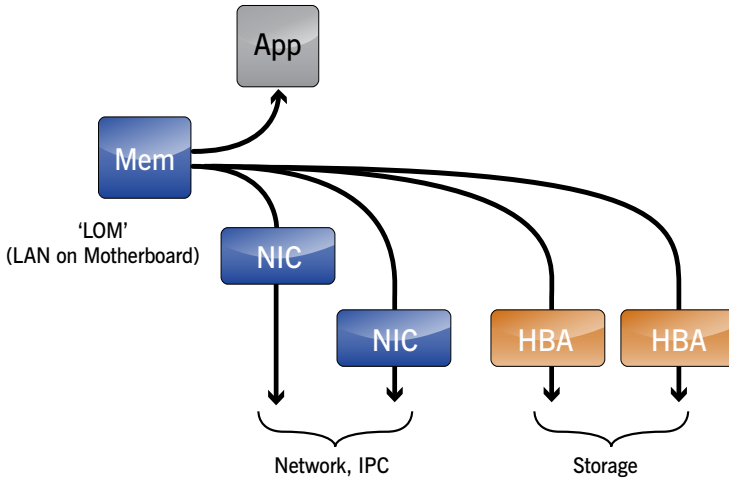 App
Mem
‘LOM’
(LAN on Motherboard)
NIC
NIC
HBA
HBA
Network, IPC
Storage